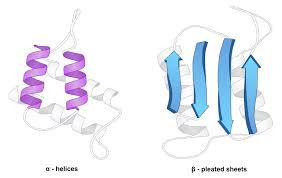 α - helices
β - pleated sheets